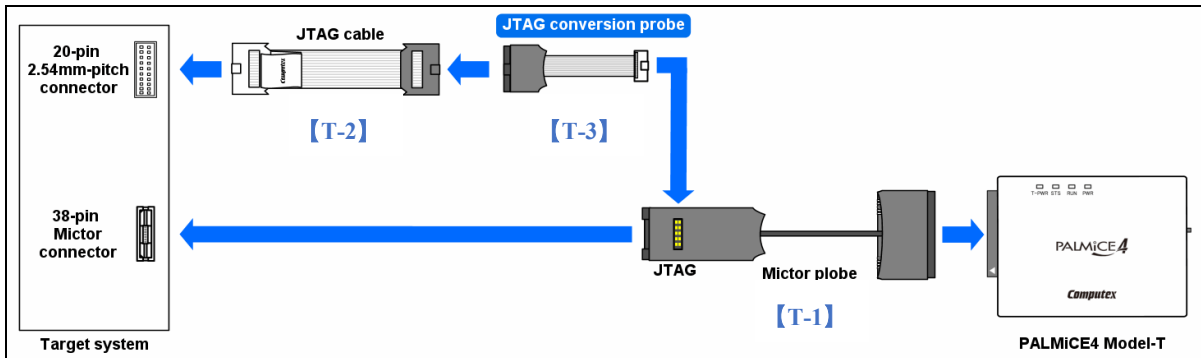 JTAG conversion probe
JTAG cable
20-pin
2.54mm-pitch
connector
Computex
【T-2】
【T-3】
38-pin
Mictor
connector
JTAG
Mictor plobe
【T-1】
T-PWR STS RUN PWR
PALMiCE4
Computex
Target system
PALMiCE4 Model-T